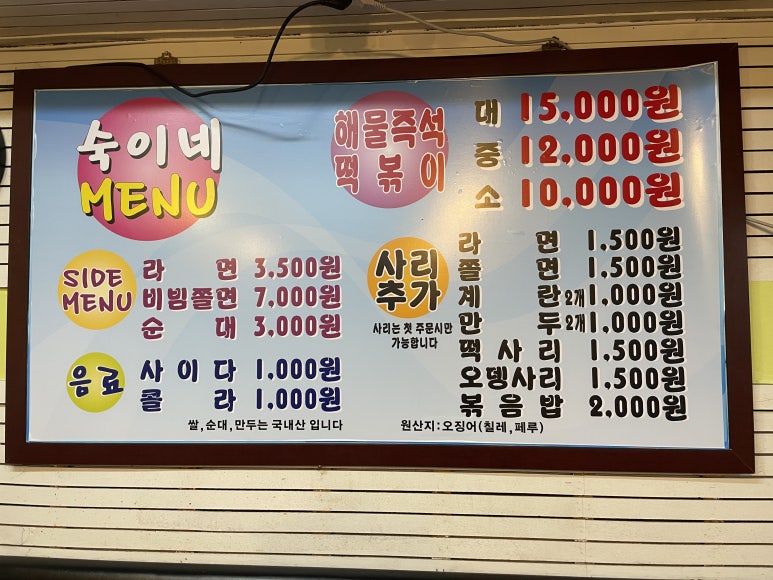 숙이네
MENU
해물즉석
떡볶이
대 15,000원
중 12,000원
소 10,000원
SIDE
MENU
라면 3,500원
비빔쫄면 7,000원
순대 3,000원
음료
사이다 1,000원
콜라 1,000원
쌀,순대,만두는 국내산 입니다
사리
추가
사리는 첫 주문시만
가능합니다
라면 1,500원
쫄면 1,500원
계란 2개 1,000원
만두 2개 1,000원
떡사리 1,500원
오뎅사리 1,500원
볶음밥 2,000원
원산지:오징어(칠레,페루)